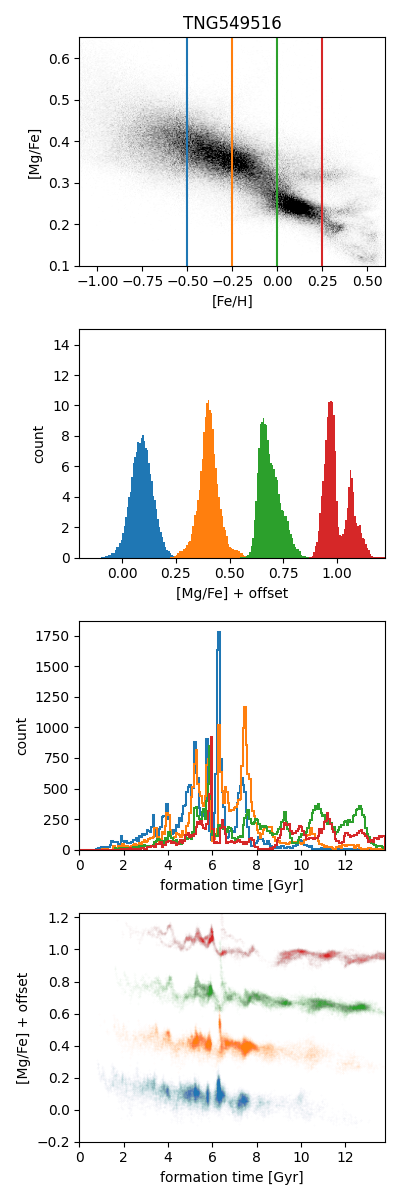 TNG549516
0.6
0.5
0.4
0.3
0.2
0.1
[Mg/Fe]
−1.00 −0.75 −0.50 −0.25 0.00 0.25 0.50
[Fe/H]
14
12
10
8
6
4
2
0
count
0.00 0.25 0.50 0.75 1.00
[Mg/Fe] + offset
1750
1500
1250
1000
750
500
250
0
count
0 2 4 6 8 10 12
formation time [Gyr]
1.2
1.0
0.8
0.6
0.4
0.2
0.0
−0.2
[Mg/Fe] + offset
0 2 4 6 8 10 12
formation time [Gyr]